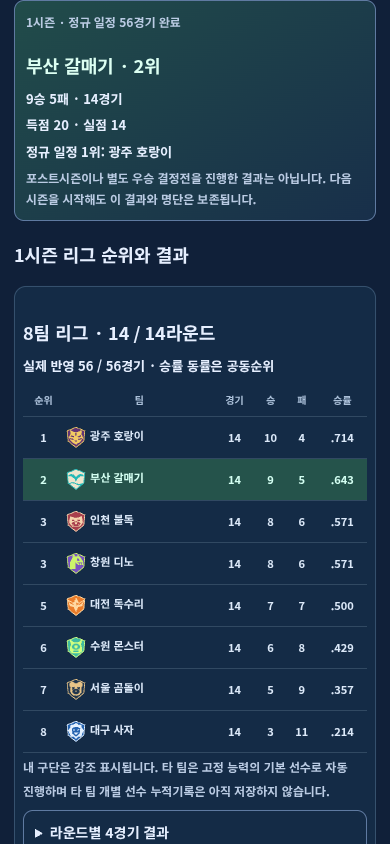 1시즌 · 정규 일정 56경기 완료
부산 갈매기 · 2위
9승 5패 · 14경기
득점 20 · 실점 14
정규 일정 1위: 광주 호랑이
포스트시즌이나 별도 우승 결정전을 진행한 결과는 아닙니다. 다음
시즌을 시작해도 이 결과와 명단은 보존됩니다.
1시즌 리그 순위와 결과
8팀 리그 · 14 / 14라운드
실제 반영 56 / 56경기 · 승률 동률은 공동순위
순위 팀 경기 승 패 승률
1 광주 호랑이 14 10 4 .714
2 부산 갈매기 14 9 5 .643
3 인천 불독 14 8 6 .571
3 창원 디노 14 8 6 .571
5 대전 독수리 14 7 7 .500
6 수원 몬스터 14 6 8 .429
7 서울 곰돌이 14 5 9 .357
8 대구 사자 14 3 11 .214
내 구단은 강조 표시됩니다. 타 팀은 고정 능력의 기본 선수로 자동
진행하며 타 팀 개별 선수 누적기록은 아직 저장하지 않습니다.
▶ 라운드별 4경기 결과